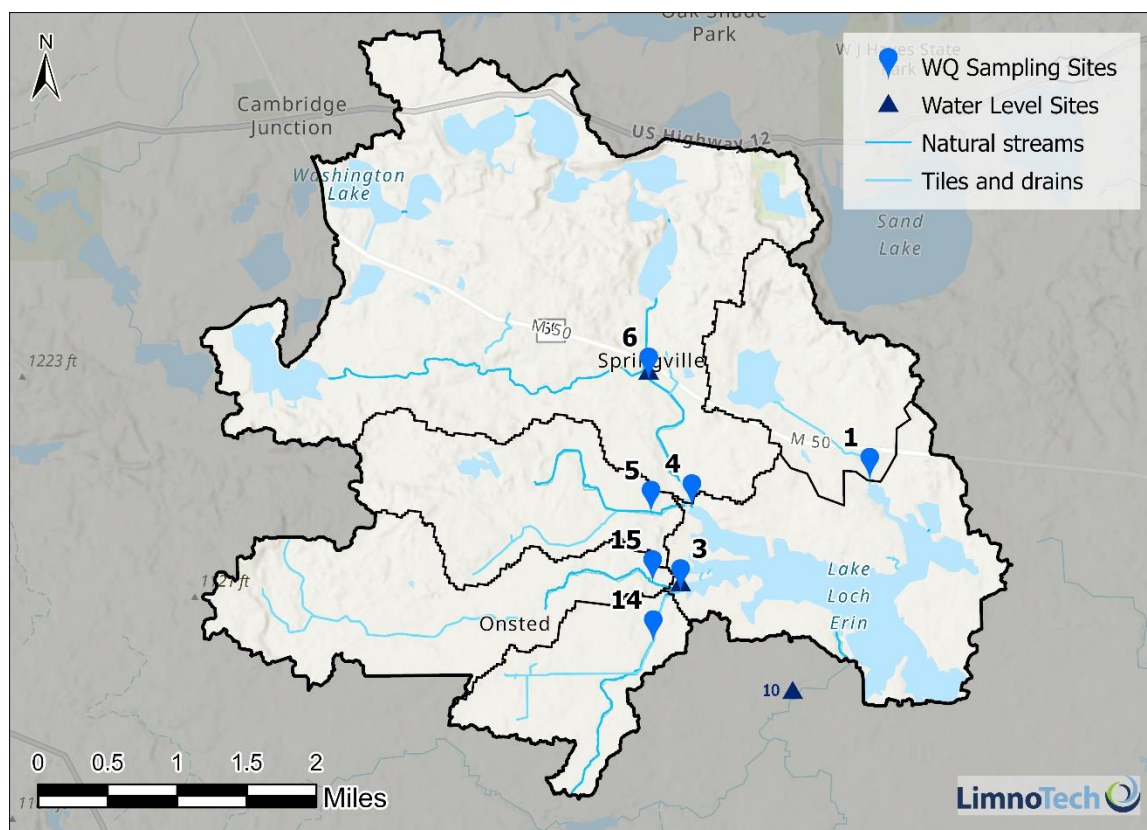 Oak Shade
Park
W J Hayes State
N
WQ Sampling Sites
Cambridge
Junction
Water Level Sites
US Highway 12
Natural streams
Washington
Lake
Tiles and drains
Sand
Lake
M 50
6
Springville
1223 ft
M 50
1
5
4
15
3
14
Lake
Loch
Erin
Onsted
10
0 0.5 1 1.5 2
Miles
LimnoTech